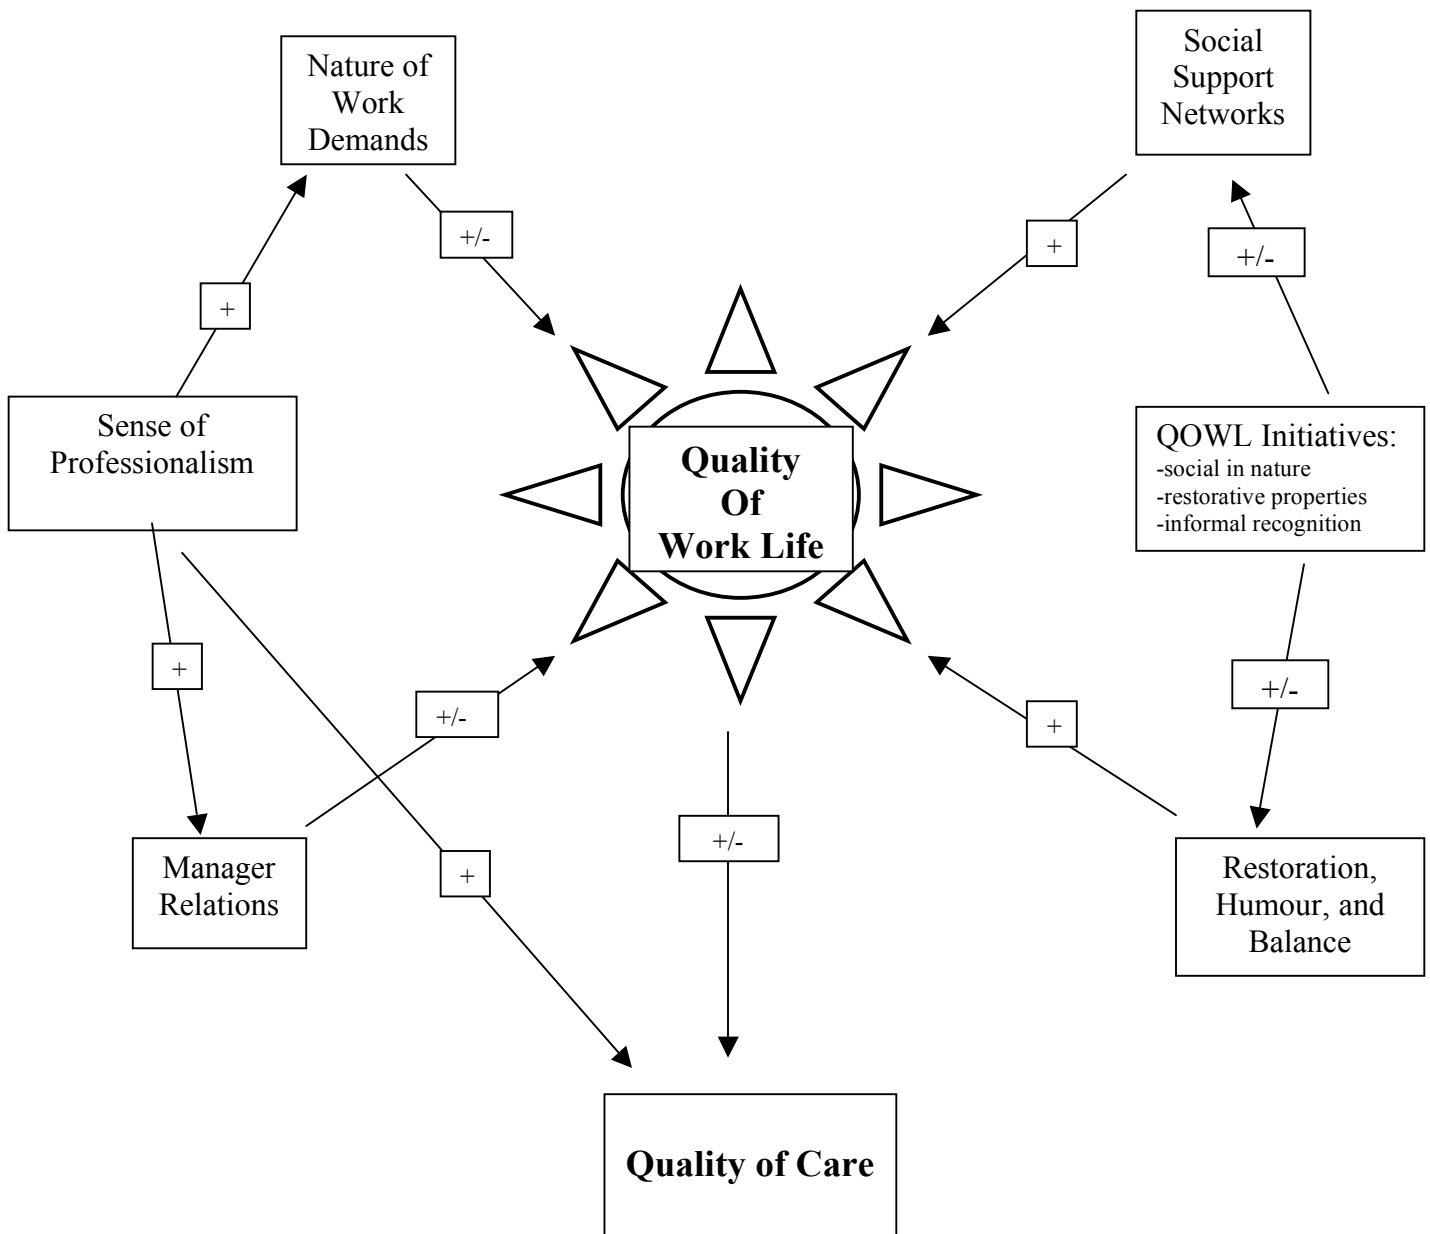 Nature of
Work
Demands
Social
Support
Networks
+/-
+
+/-
+
Sense of
Professionalism
Quality
Of
Work Life
QOWL Initiatives:
-social in nature
-restorative properties
-informal recognition
+
+/-
+/-
+
+/-
+
Manager
Relations
Restoration,
Humour, and
Balance
Quality of Care